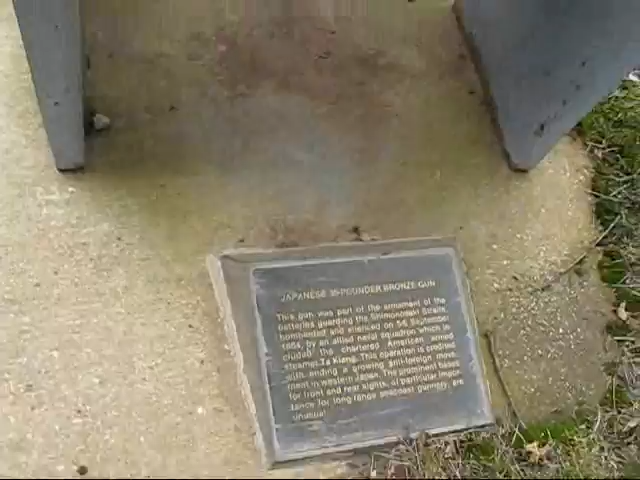 JAPANESE 30-POUNDER BRONZE GUN
This gun was part of the armament of the
batteries guarding the Shimonoseki Straits,
bombarded and silenced on 5-6 September
1864, by an allied naval squadron which in-
cluded the chartered American armed
steamer, Ta Kiang. This operation is credited
with ending a growing anti-foreign move-
ment in western Japan. The prominent bases
for front and rear sights, of particular impor-
tance for long-range seacoast gunnery, are
unusual.